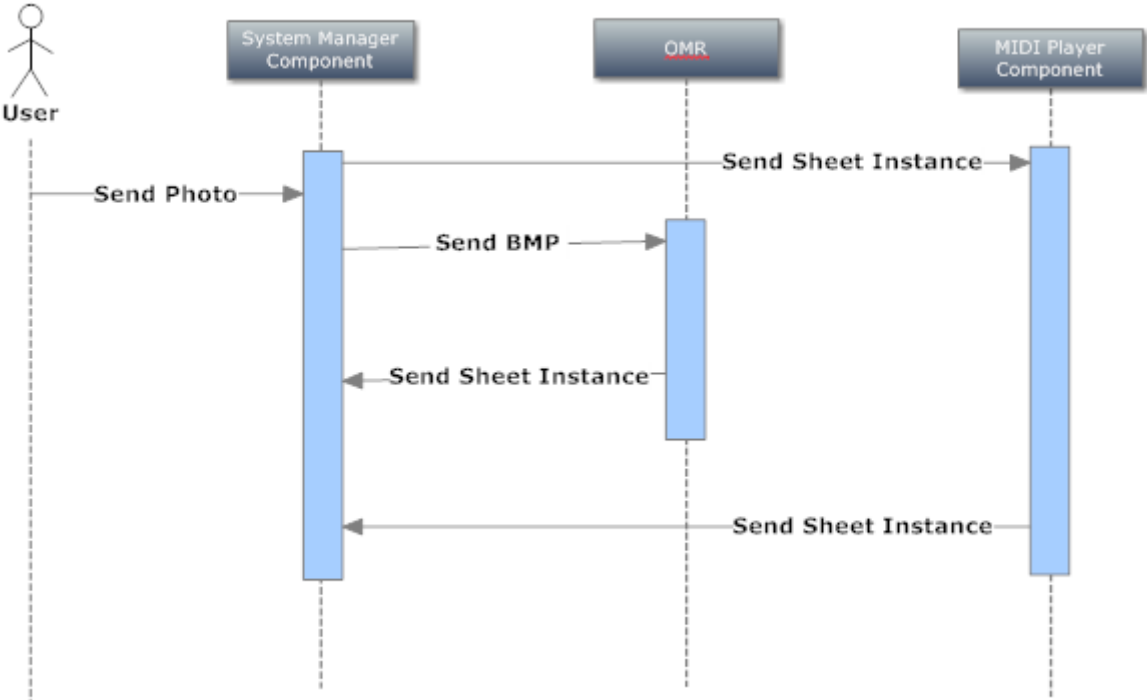 System Manager
Component
OMR
MIDI Player
Component
User
Send Sheet Instance
Send Photo
Send BMP
Send Sheet Instance
Send Sheet Instance